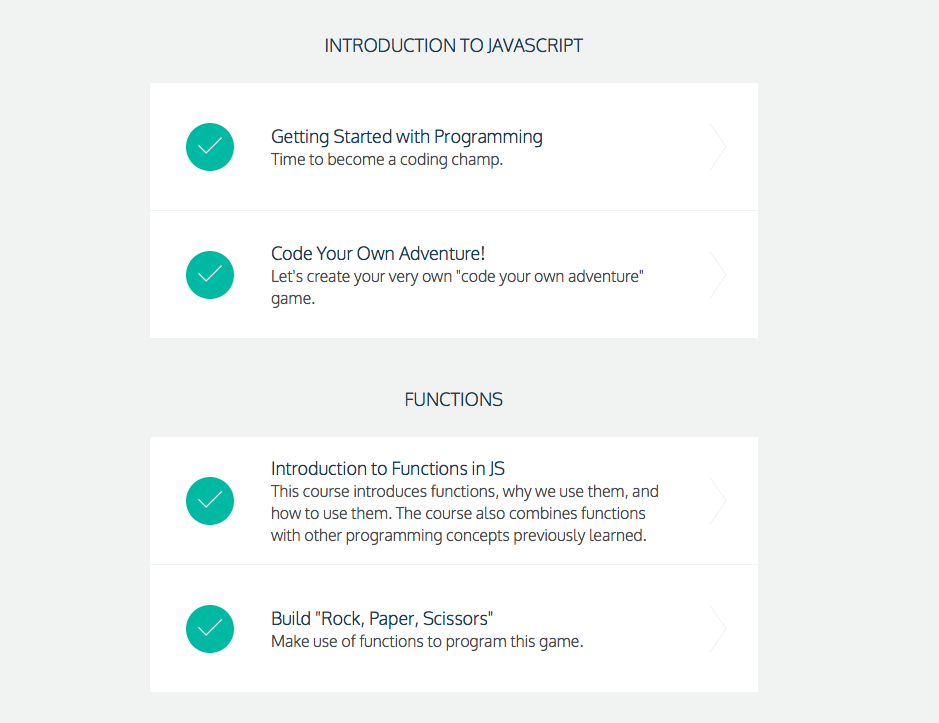 INTRODUCTION TO JAVASCRIPT
Getting Started with Programming
Time to become a coding champ.
Code Your Own Adventure!
Let's create your very own "code your own adventure"
game.
FUNCTIONS
Introduction to Functions in JS
This course introduces functions, why we use them, and
how to use them. The course also combines functions
with other programming concepts previously learned.
Build "Rock, Paper, Scissors"
Make use of functions to program this game.